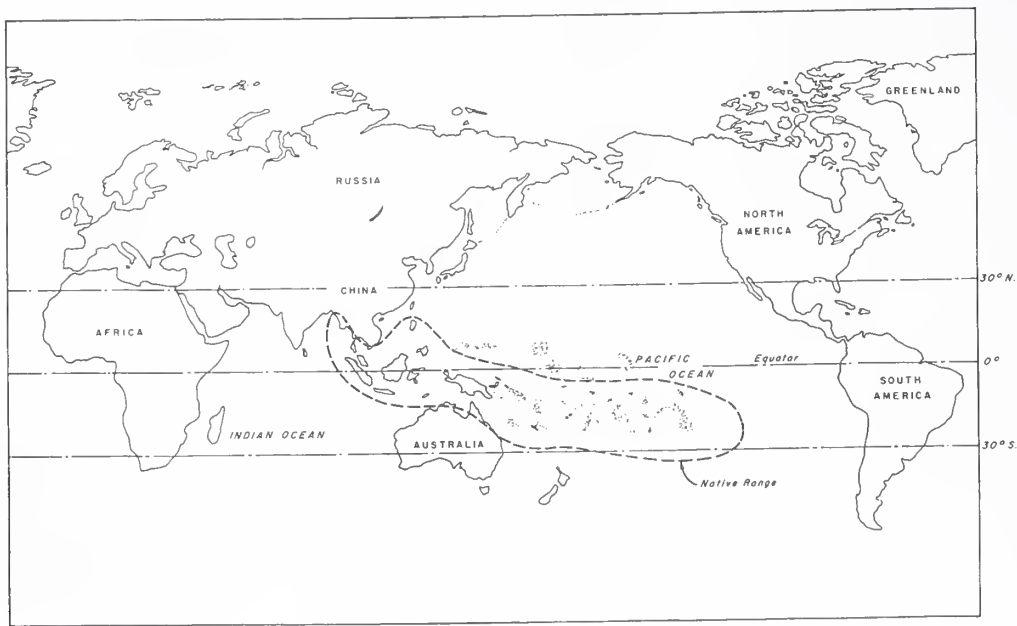 GREENLAND
RUSSIA
NORTH
AMERICA
30° N.
CHINA
AFRICA
PACIFIC
OCEAN
Equator
0°
SOUTH
AMERICA
INDIAN OCEAN
AUSTRALIA
30° S.
Native Range